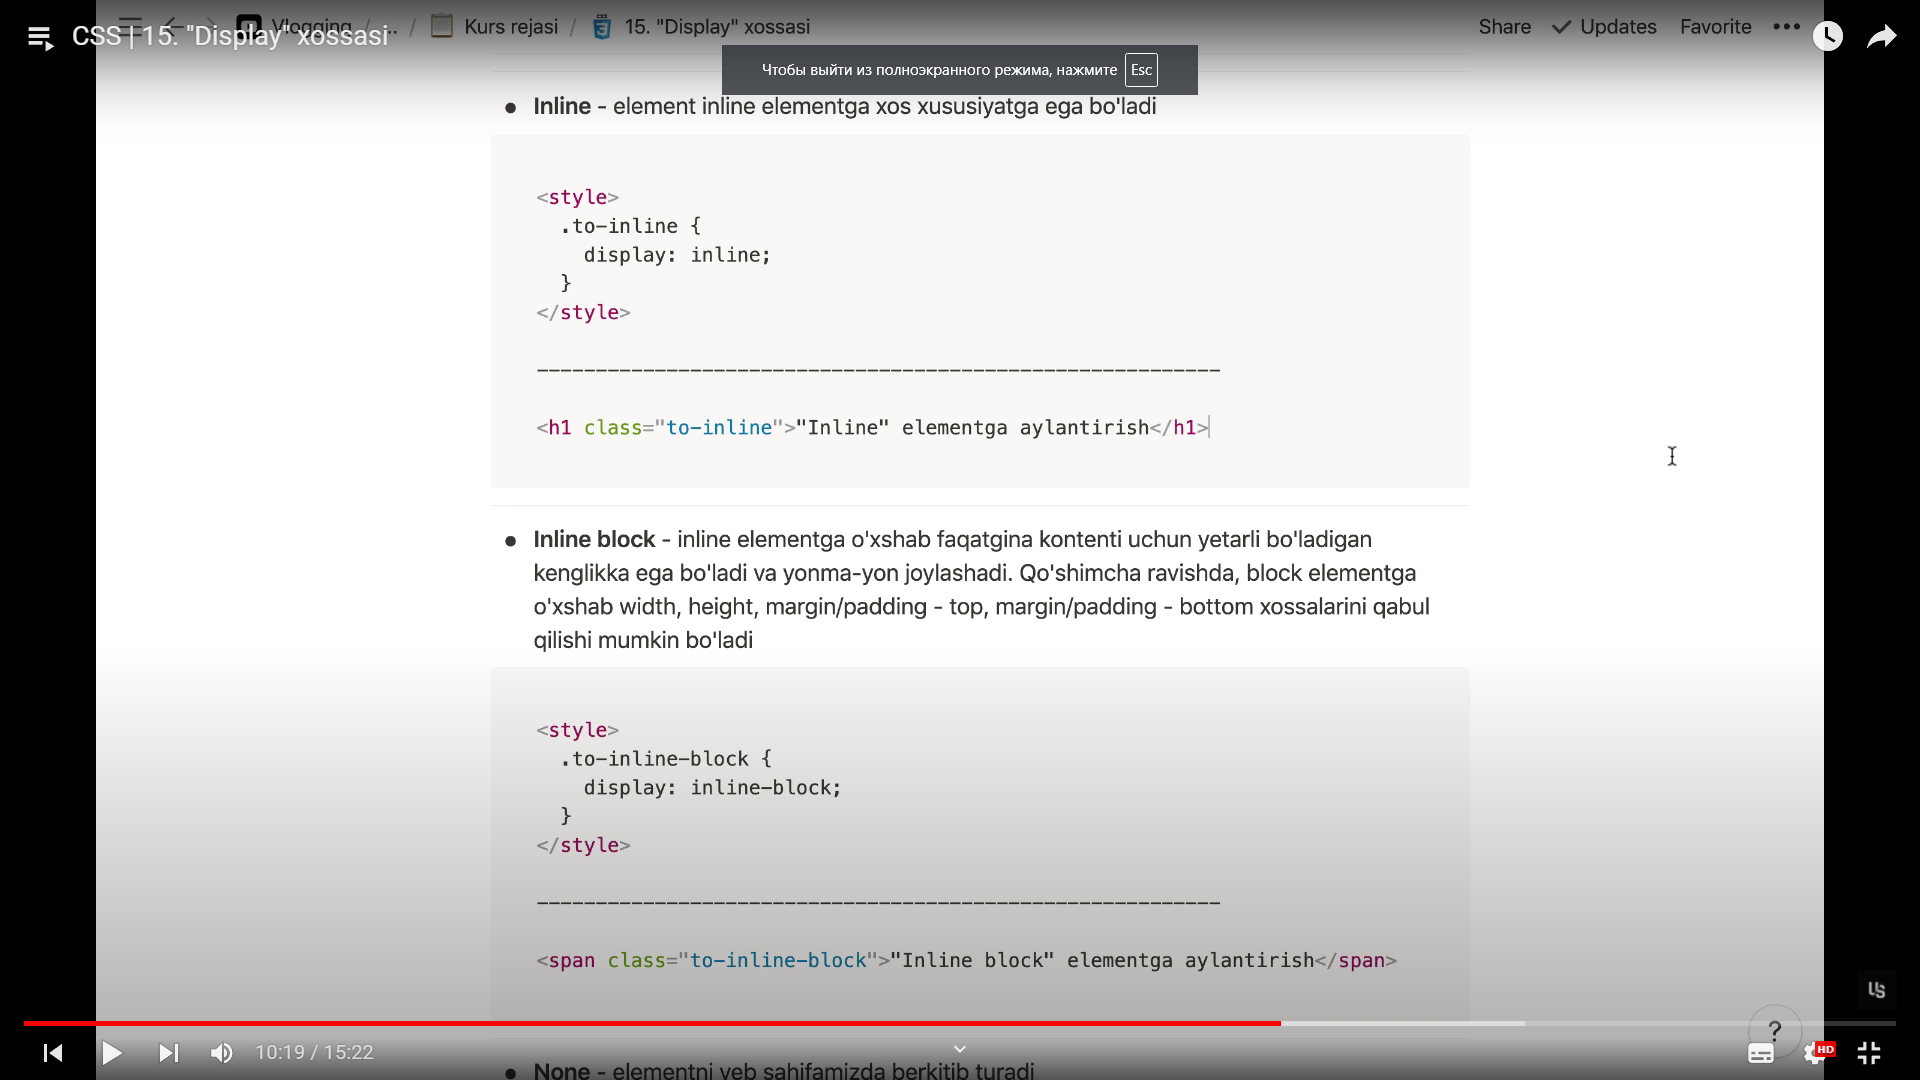 CSS | 15. "Display" xossasi
Vlogging / ... / Kurs rejasi / 15. "Display" xossasi
Share Updates Favorite
Чтобы выйти из полноэкранного режима, нажмите Esc
Inline - element inline elementga xos xususiyatga ega bo'ladi
<style>
.to-inline {
display: inline;
}
</style>
----------------------------------------------------------
<h1 class="to-inline">"Inline" elementga aylantirish</h1>
Inline block - inline elementga o'xshab faqatgina kontenti uchun yetarli bo'ladigan
kenglikka ega bo'ladi va yonma-yon joylashadi. Qo'shimcha ravishda, block elementga
o'xshab width, height, margin/padding - top, margin/padding - bottom xossalarini qabul
qilishi mumkin bo'ladi
<style>
.to-inline-block {
display: inline-block;
}
</style>
----------------------------------------------------------
<span class="to-inline-block">"Inline block" elementga aylantirish</span>
US
?
10:19 / 15:22
HD
None - elementni veb sahifamizda berkitib turadi